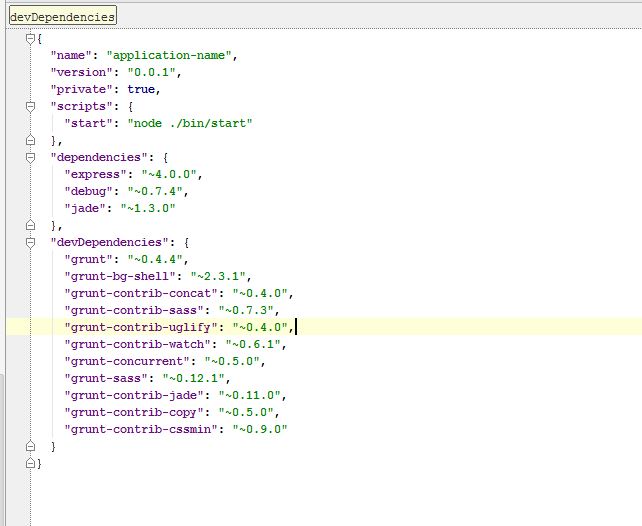 devDependencies
{
  "name": "application-name",
  "version": "0.0.1",
  "private": true,
  "scripts": {
    "start": "node ./bin/start"
  },
  "dependencies": {
    "express": "~4.0.0",
    "debug": "~0.7.4",
    "jade": "~1.3.0"
  },
  "devDependencies": {
    "grunt": "~0.4.4",
    "grunt-bg-shell": "~2.3.1",
    "grunt-contrib-concat": "~0.4.0",
    "grunt-contrib-sass": "~0.7.3",
    "grunt-contrib-uglify": "~0.4.0",
    "grunt-contrib-watch": "~0.6.1",
    "grunt-concurrent": "~0.5.0",
    "grunt-sass": "~0.12.1",
    "grunt-contrib-jade": "~0.11.0",
    "grunt-contrib-copy": "~0.5.0",
    "grunt-contrib-cssmin": "~0.9.0"
  }
}